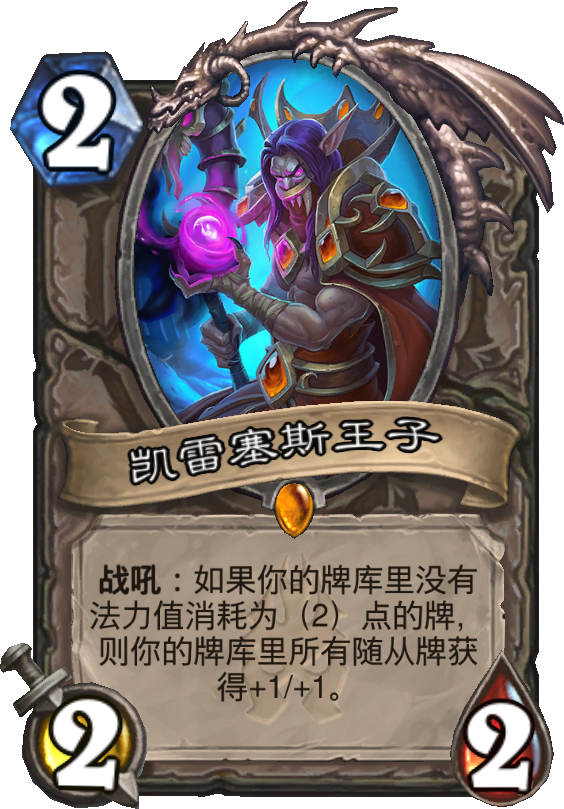 2
凯雷塞斯王子
战吼：如果你的牌库里没有
法力值消耗为（2）点的牌，
则你的牌库里所有随从牌获
得+1/+1。
2
2